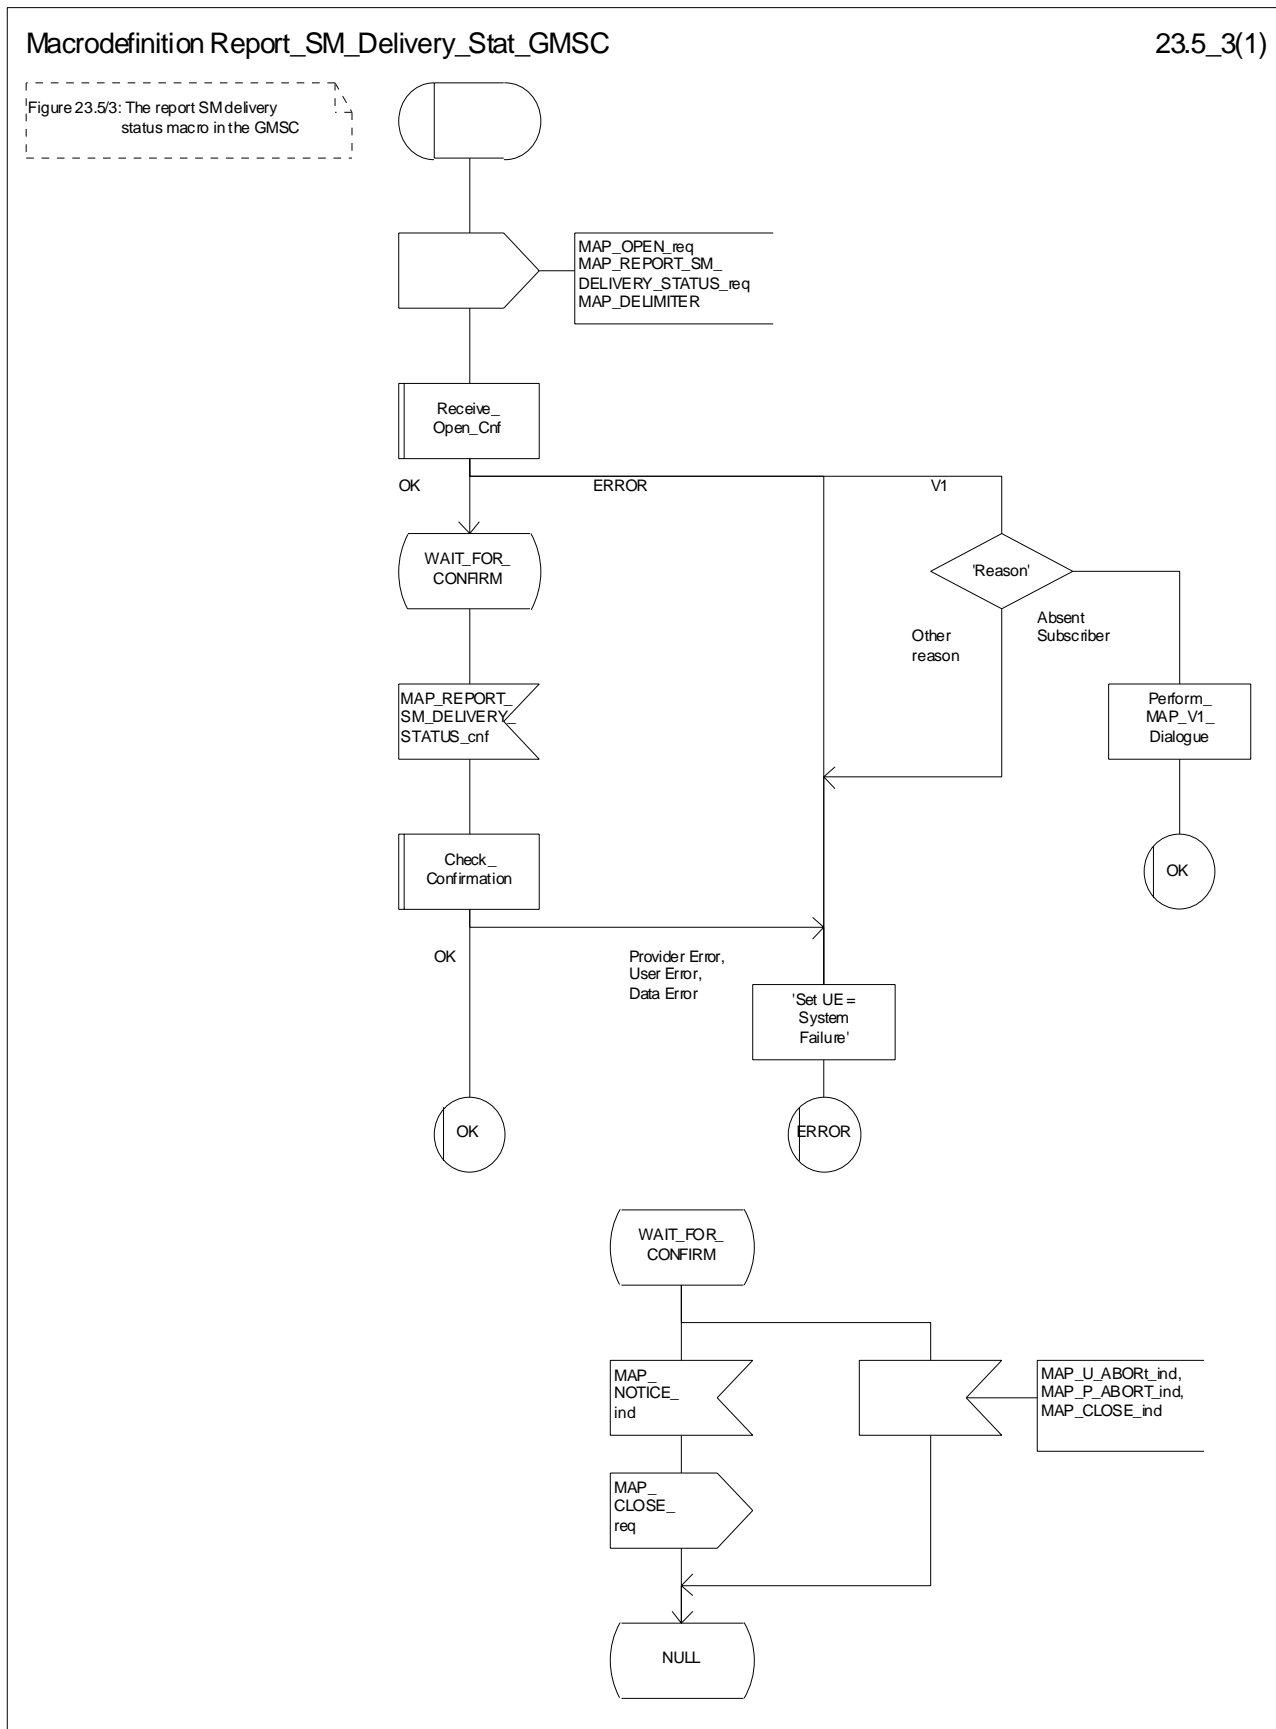 Macrodefinition Report_SM_Delivery_Stat_GMSC
23.5_3(1)
Figure 23.5/3: The report SM delivery
status macro in the GMSC
MAP_OPEN_req
MAP_REPORT_SM_
DELIVERY_STATUS_req
MAP_DELIMITER
Receive_
Open_Cnf
OK
ERROR
V1
WAIT_FOR_
CONFIRM
'Reason'
Other
reason
Absent
Subscriber
MAP_REPORT_
SM_DELIVERY_
STATUS_cnf
Perform_
MAP_V1_
Dialogue
Check_
Confirmation
OK
OK
Provider Error,
User Error,
Data Error
'Set UE =
System
Failure'
OK
ERROR
WAIT_FOR_
CONFIRM
MAP_
NOTICE_
ind
MAP_U_ABORt_ind,
MAP_P_ABORT_ind,
MAP_CLOSE_ind
MAP_
CLOSE_
req
NULL